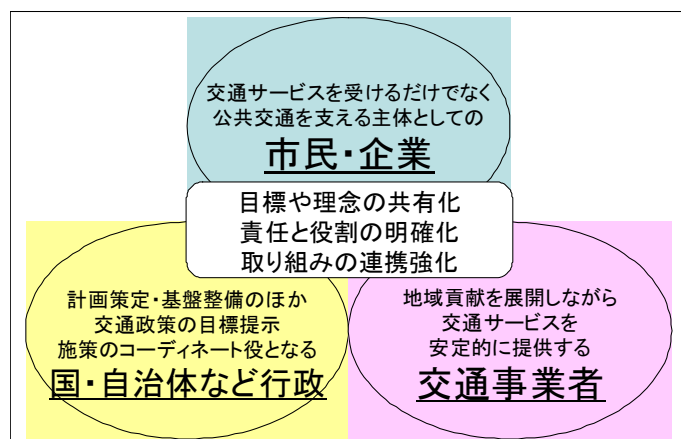 交通サービスを受けるだけでなく
公共交通を支える主体としての
市民・企業
目標や理念の共有化
責任と役割の明確化
取り組みの連携強化
計画策定・基盤整備のほか
交通政策の目標提示
施策のコーディネート役となる
国・自治体など行政
地域貢献を展開しながら
交通サービスを
安定的に提供する
交通事業者